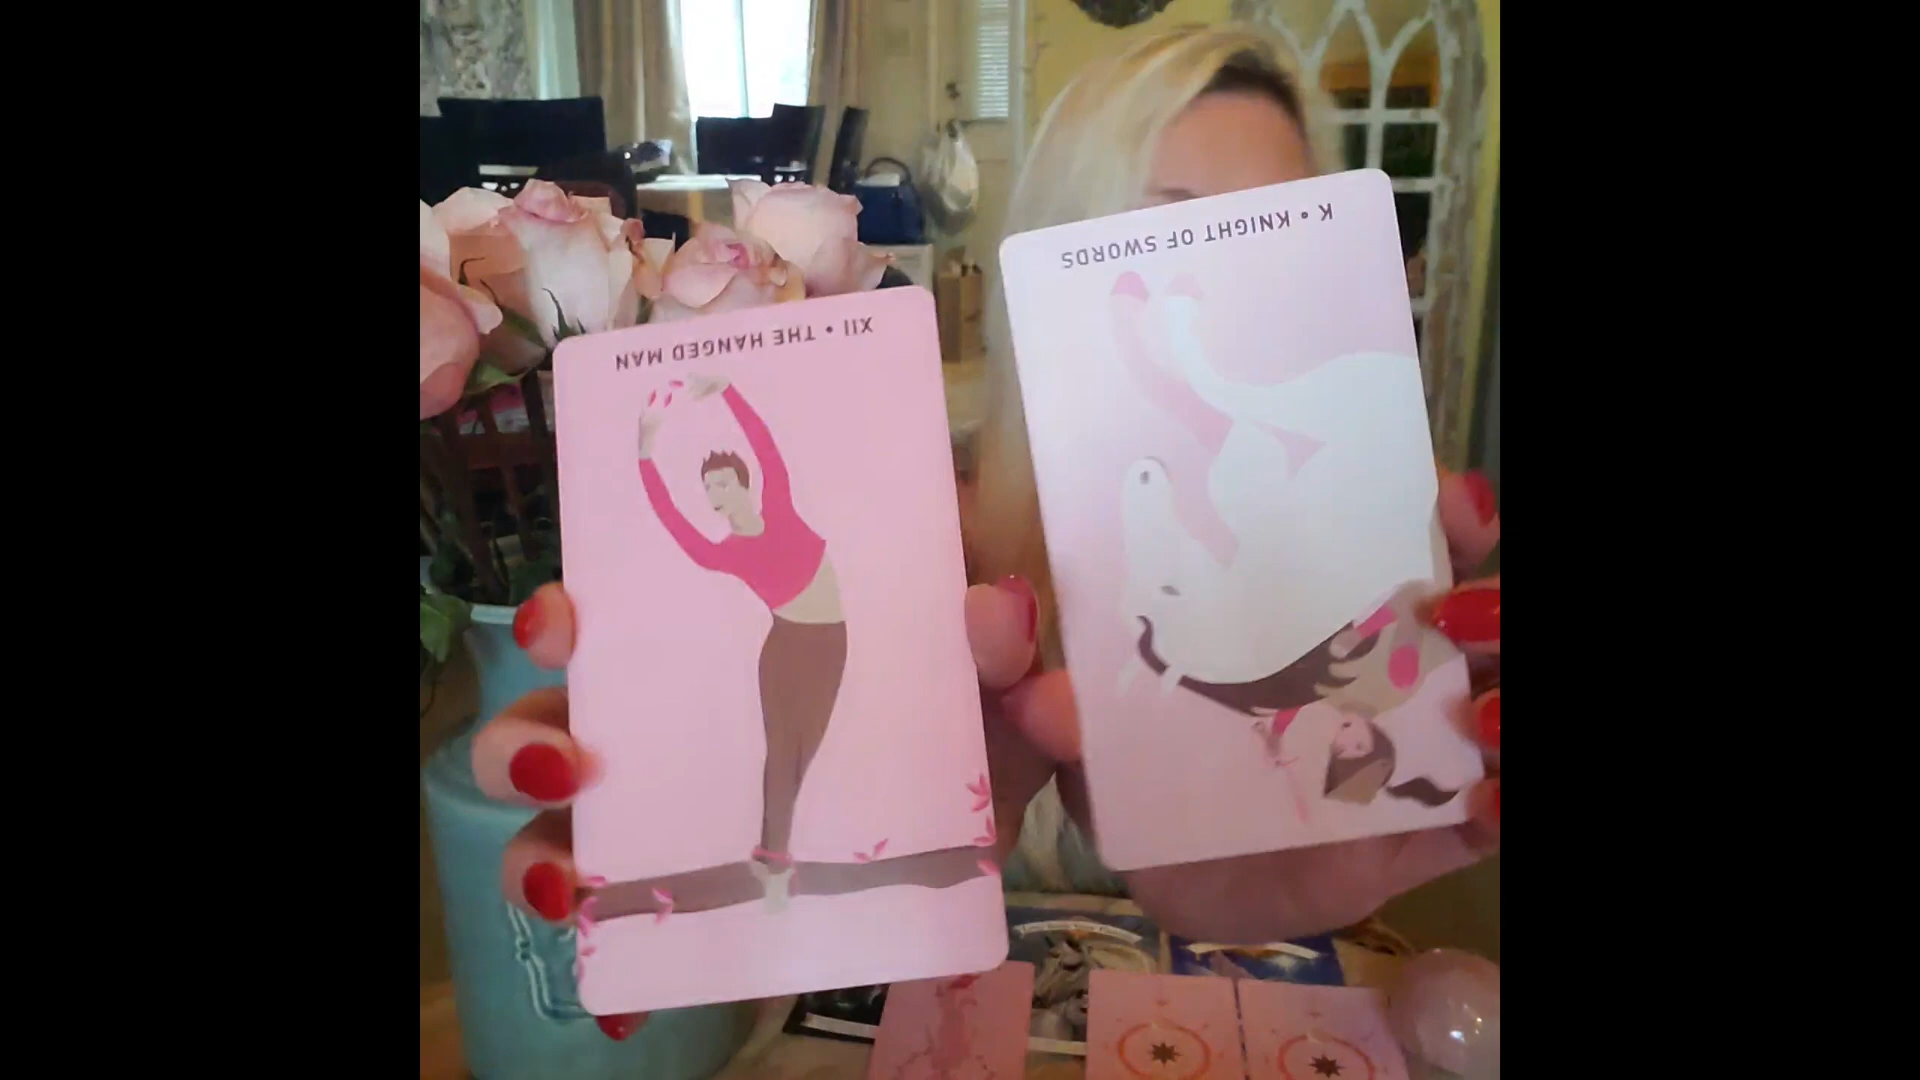 XII • THE HANGED MAN
K • KNIGHT OF SWORDS